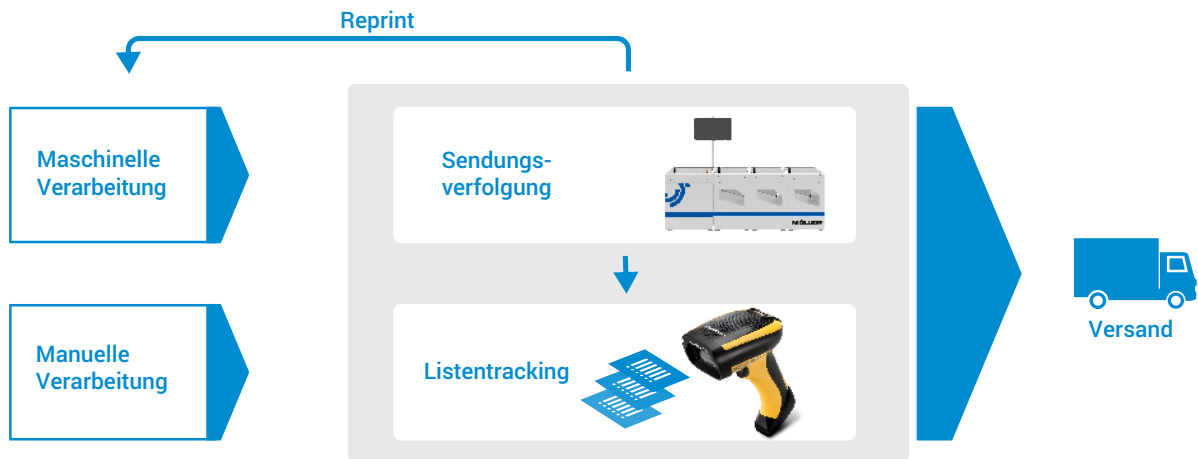 Reprint
Maschinelle
Verarbeitung
Sendungs-
verfolgung
Manuelle
Verarbeitung
Listentracking
Versand